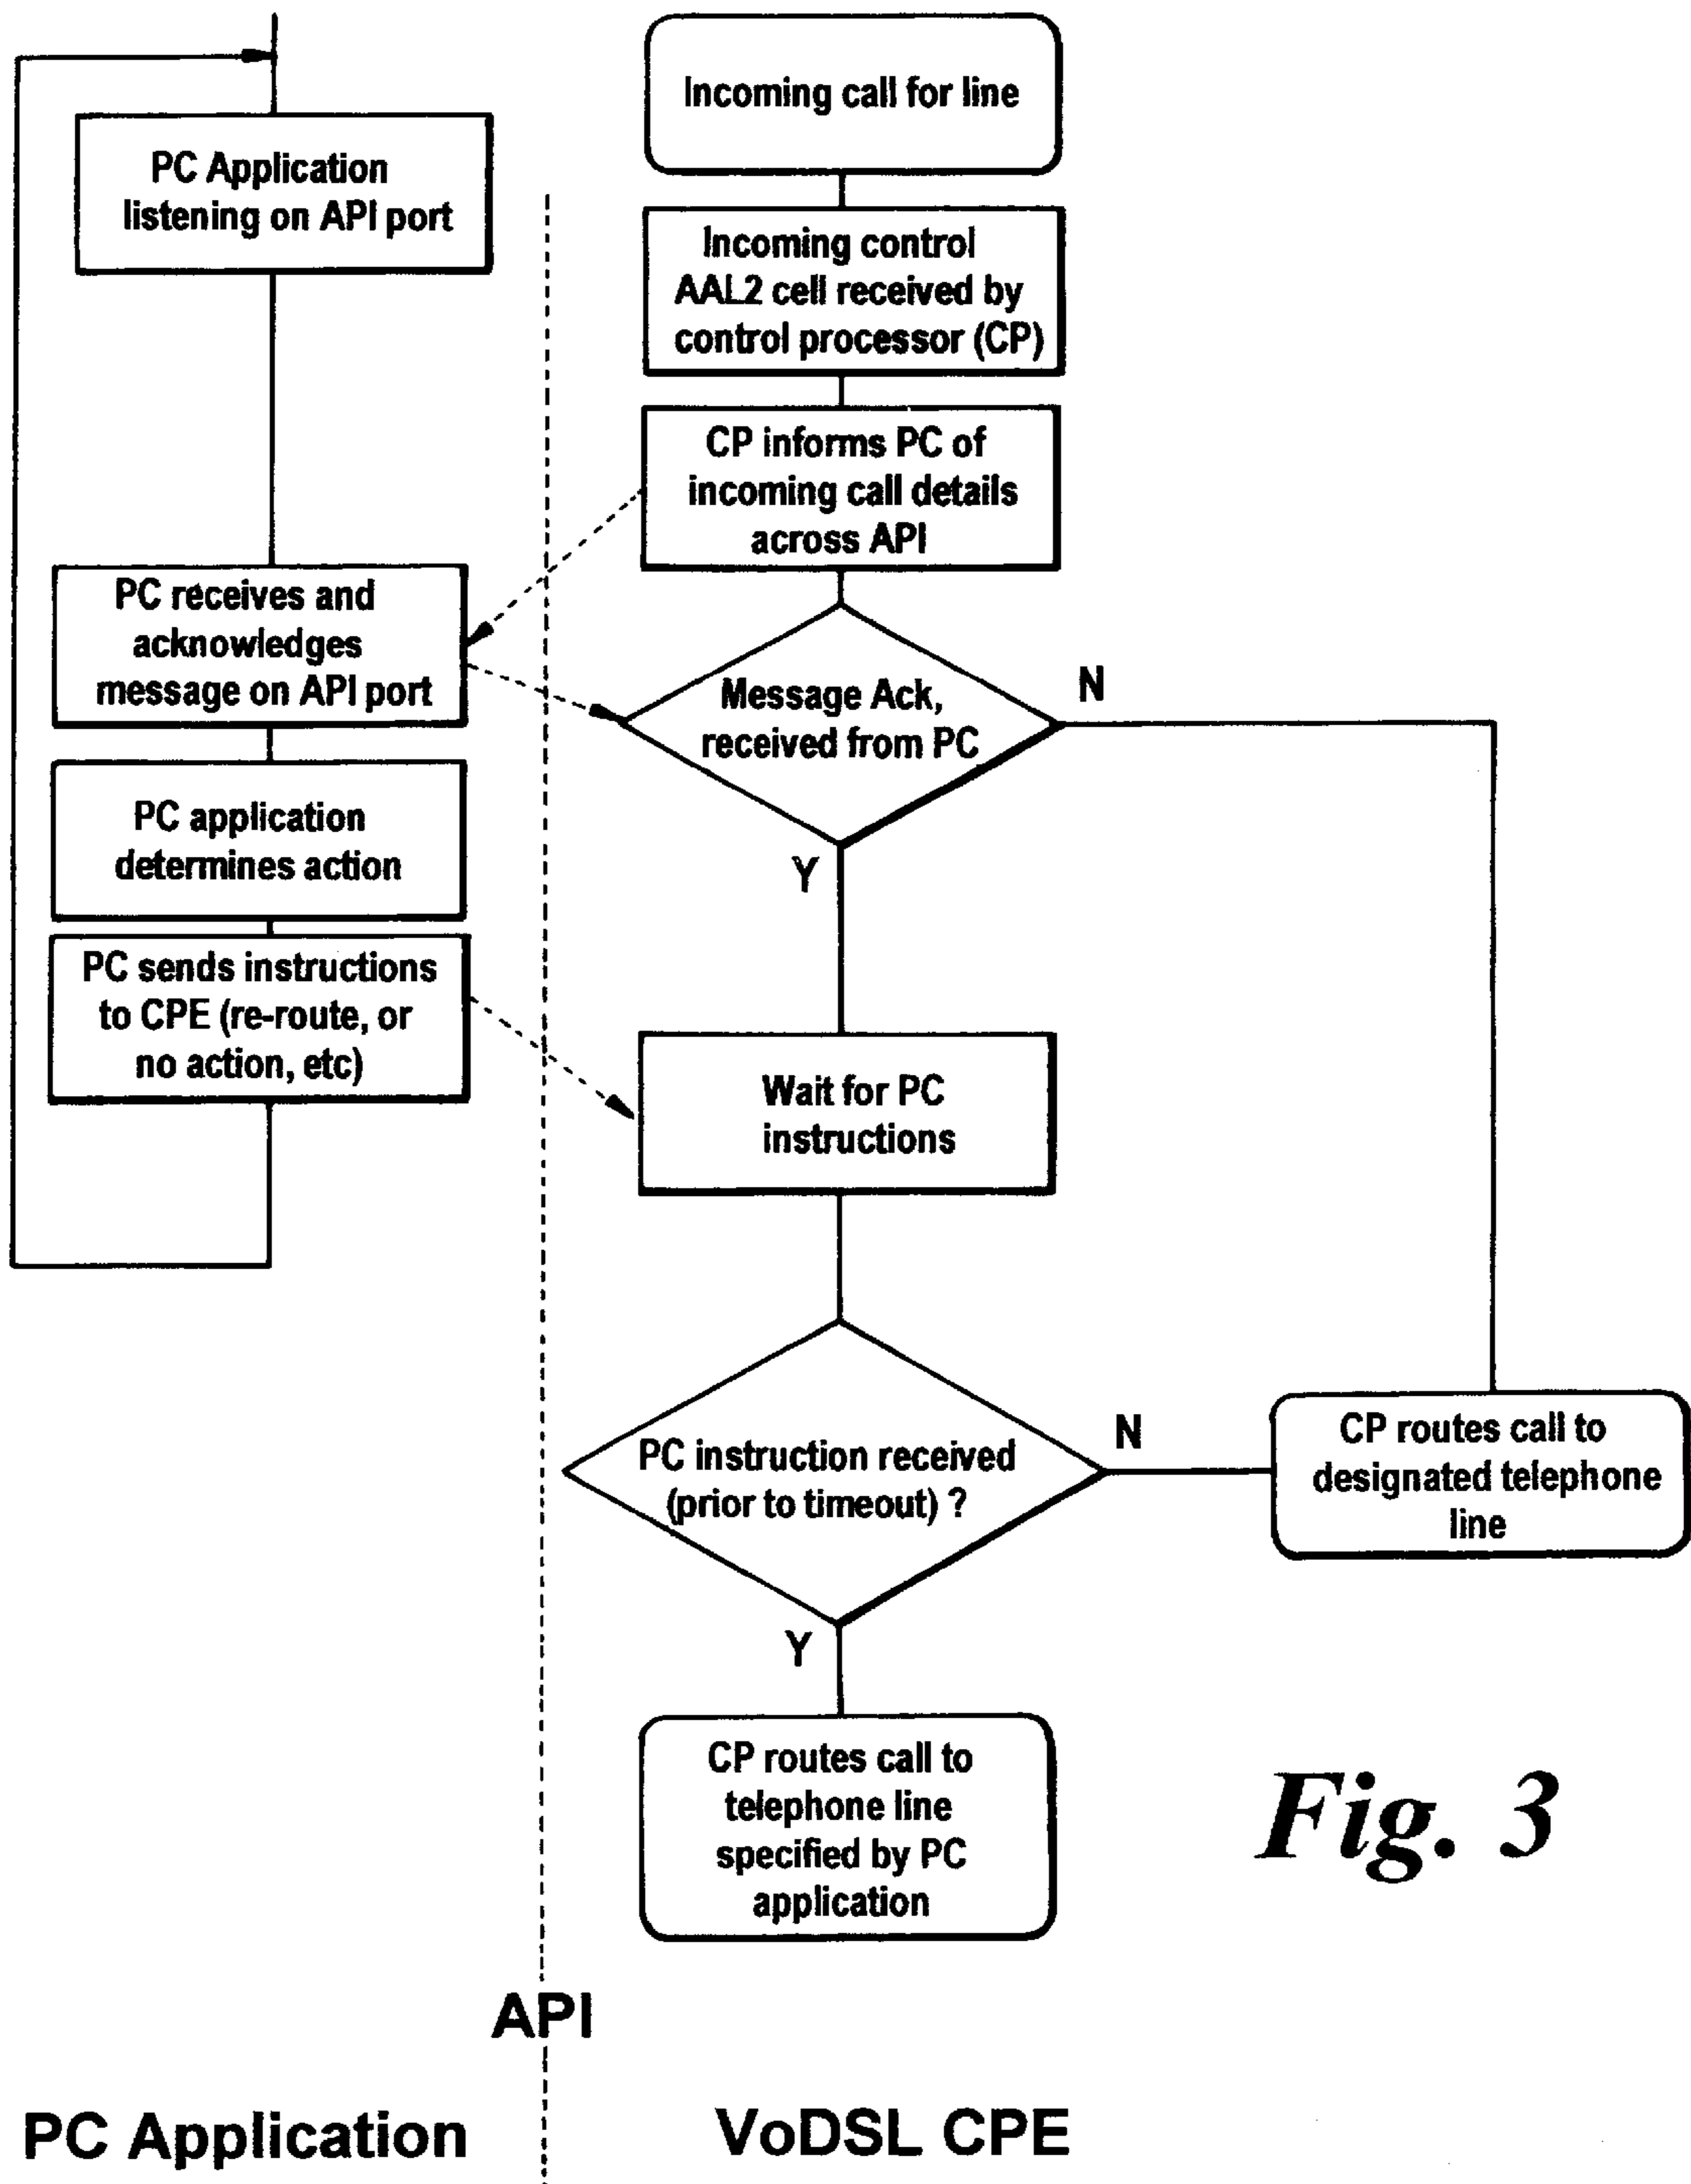 PC Application
listening on API port
PC receives and
acknowledges
message on API port
PC application
determines action
PC sends instructions
to CPE (re-route, or
no action, etc)
Incoming call for line
Incoming control
AAL2 cell received by
control processor (CP)
CP informs PC of
incoming call details
across API
Message Ack,
received from PC
N
Y
Wait for PC
instructions
PC instruction received
(prior to timeout) ?
N
Y
CP routes call to
designated telephone
line
CP routes call to
telephone line
specified by PC
application
Fig. 3
API
PC Application
VoDSL CPE